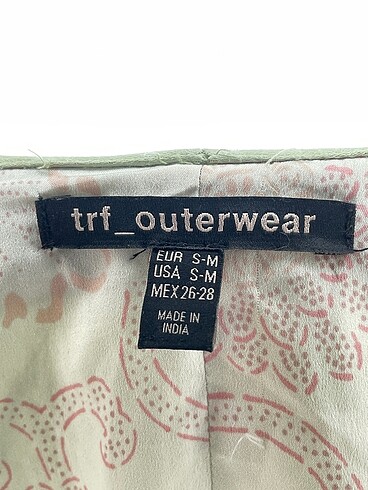 trf_outerwear
EUR S-M
USA S-M
MEX 26-28
MADE IN
INDIA